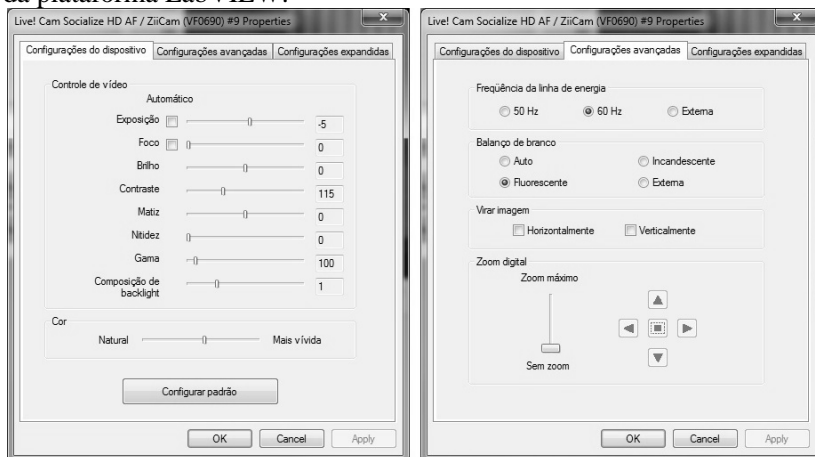 da plataforma LabVIEW.
Live! Cam Socialize HD AF / ZiiCam (VF0690) #9 Properties
Configurações do dispositivo Configurações avançadas Configurações expandidas
Controle de vídeo
Automático
Exposição -5
Foco 0
Brilho 0
Contraste 115
Matiz 0
Nitidez 0
Gama 100
Composição de
backlight 1
Cor
Natural Mais vívida
Configurar padrão
OK Cancel Apply
Live! Cam Socialize HD AF / ZiiCam (VF0690) #9 Properties
Configurações do dispositivo Configurações avançadas Configurações expandidas
Freqüência da linha de energia
50 Hz 60 Hz Externa
Balanço de branco
Auto Incandescente
Fluorescente Externa
Virar imagem
Horizontalmente Verticalmente
Zoom digital
Zoom máximo
Sem zoom
OK Cancel Apply